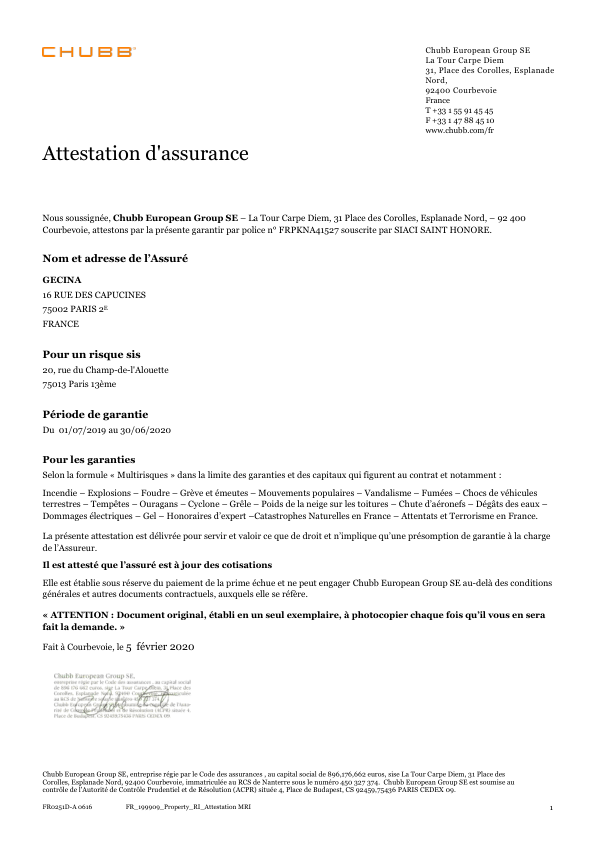 CHUBB
Chubb European Group SE
La Tour Carpe Diem
31, Place des Corolles, Esplanade
Nord,
92400 Courbevoie
France
T +33 1 55 91 45 45
F +33 1 47 88 45 10
www.chubb.com/fr
Attestation d'assurance
Nous soussignée, Chubb European Group SE – La Tour Carpe Diem, 31 Place des Corolles, Esplanade Nord, – 92 400
Courbevoie, attestons par la présente garantir par police n° FRPKNA41527 souscrite par SIACI SAINT HONORE.
Nom et adresse de l'Assuré
GECINA
16 RUE DES CAPUCINES
75002 PARIS 2E
FRANCE
Pour un risque sis
20, rue du Champ-de-l'Alouette
75013 Paris 13ème
Période de garantie
Du 01/07/2019 au 30/06/2020
Pour les garanties
Selon la formule « Multirisques » dans la limite des garanties et des capitaux qui figurent au contrat et notamment :
Incendie – Explosions – Foudre – Grève et émeutes – Mouvements populaires – Vandalisme – Fumées – Chocs de véhicules
terrestres – Tempêtes – Ouragans – Cyclone – Grêle – Poids de la neige sur les toitures – Chute d'aéronefs – Dégâts des eaux –
Dommages électriques – Gel – Honoraires d'expert –Catastrophes Naturelles en France – Attentats et Terrorisme en France.
La présente attestation est délivrée pour servir et valoir ce que de droit et n'implique qu'une présomption de garantie à la charge
de l'Assureur.
Il est attesté que l'assuré est à jour des cotisations
Elle est établie sous réserve du paiement de la prime échue et ne peut engager Chubb European Group SE au-delà des conditions
générales et autres documents contractuels, auxquels elle se réfère.
« ATTENTION : Document original, établi en un seul exemplaire, à photocopier chaque fois qu'il vous en sera
fait la demande. »
Fait à Courbevoie, le 5 février 2020
Chubb European Group SE,
entreprise régie par le Code des assurances , au capital social
de 896 176 662 euros, sise La Tour Carpe Diem, 31 Place des
Corolles, Esplanade Nord, 92400 Courbevoie, immatriculée
au RCS de Nanterre sous le numéro 450 327 374
Place de Budapest, CS 92459,75436 PARIS CEDEX 09
Chubb European Group SE, entreprise régie par le Code des assurances , au capital social de 896,176,662 euros, sise La Tour Carpe Diem, 31 Place des
Corolles, Esplanade Nord, 92400 Courbevoie, immatriculée au RCS de Nanterre sous le numéro 450 327 374. Chubb European Group SE est soumise au
contrôle de l'Autorité de Contrôle Prudentiel et de Résolution (ACPR) située 4, Place de Budapest, CS 92459,75436 PARIS CEDEX 09.
FR0251D-A 0616 FR_199909_Property_RI_Attestation MRI 1